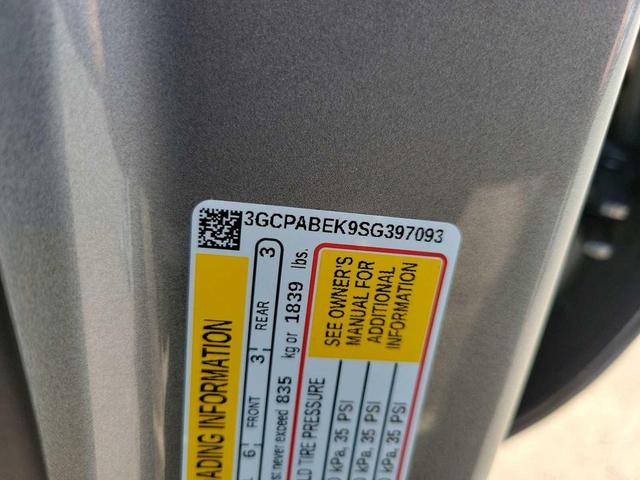 3GCPABEK9SG397093
ADING INFORMATION
6 FRONT 3 REAR 3
never exceed 835 kg or 1839 lbs.
TIRE PRESSURE
SEE OWNER'S
MANUAL FOR
ADDITIONAL
INFORMATION
kPa, 35 PSI
kPa, 35 PSI
kPa, 35 PSI